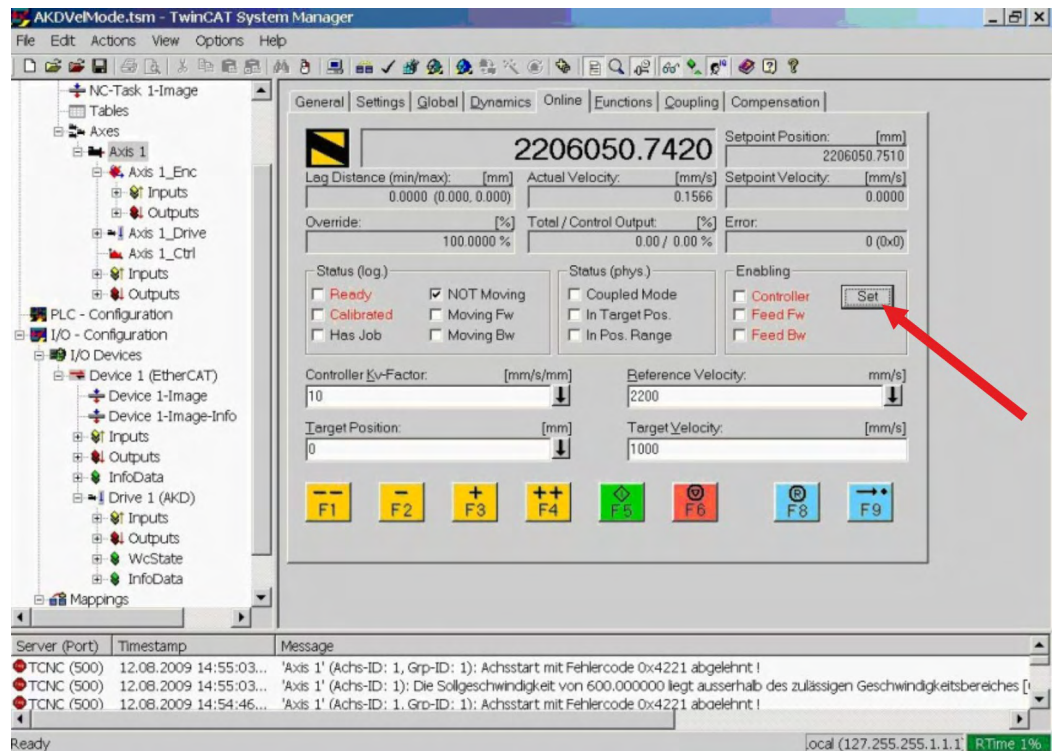 AKDVelMode.tsm - TwinCAT System Manager
File Edit Actions View Options Help
NC-Task 1-Image
Tables
Axes
Axis 1
Axis 1_Enc
Inputs
Outputs
Axis 1_Drive
Axis 1_Ctrl
Inputs
Outputs
PLC - Configuration
I/O - Configuration
I/O Devices
Device 1 (EtherCAT)
Device 1-Image
Device 1-Image-Info
Inputs
Outputs
InfoData
Drive 1 (AKD)
Inputs
Outputs
WcState
InfoData
Mappings
General Settings Global Dynamics Online Functions Coupling Compensation
2206050.7420
Setpoint Position: [mm]
2206050.7510
Lag Distance (min/max): [mm] Actual Velocity: [mm/s] Setpoint Velocity: [mm/s]
0.0000 (0.000, 0.000) 0.1566 0.0000
Override: [%] Total / Control Output: [%] Error:
100.0000 % 0.00 / 0.00 % 0 (0x0)
Status (log.) Status (phys.) Enabling
Ready NOT Moving Coupled Mode Controller Set
Calibrated Moving Fw In Target Pos. Feed Fw
Has Job Moving Bw In Pos. Range Feed Bw
Controller Kv-Factor: [mm/s/mm] Reference Velocity: mm/s]
10 2200
Target Position: [mm] Target Velocity: [mm/s]
0 1000
-- - + ++ R
F1 F2 F3 F4 F5 F6 F8 F9
Server (Port) Timestamp Message
TCNC (500) 12.08.2009 14:55:03... 'Axis 1' (Achs-ID: 1, Grp-ID: 1): Achsstart mit Fehlercode 0x4221 abgelehnt !
TCNC (500) 12.08.2009 14:55:03... 'Axis 1' (Achs-ID: 1): Die Sollgeschwindigkeit von 600.000000 liegt ausserhalb des zulässigen Geschwindigkeitsbereiches [
TCNC (500) 12.08.2009 14:54:46... 'Axis 1' (Achs-ID: 1, Grp-ID: 1): Achsstart mit Fehlercode 0x4221 abgelehnt !
Ready ocal (127.255.255.1.1.1 RTime 1%